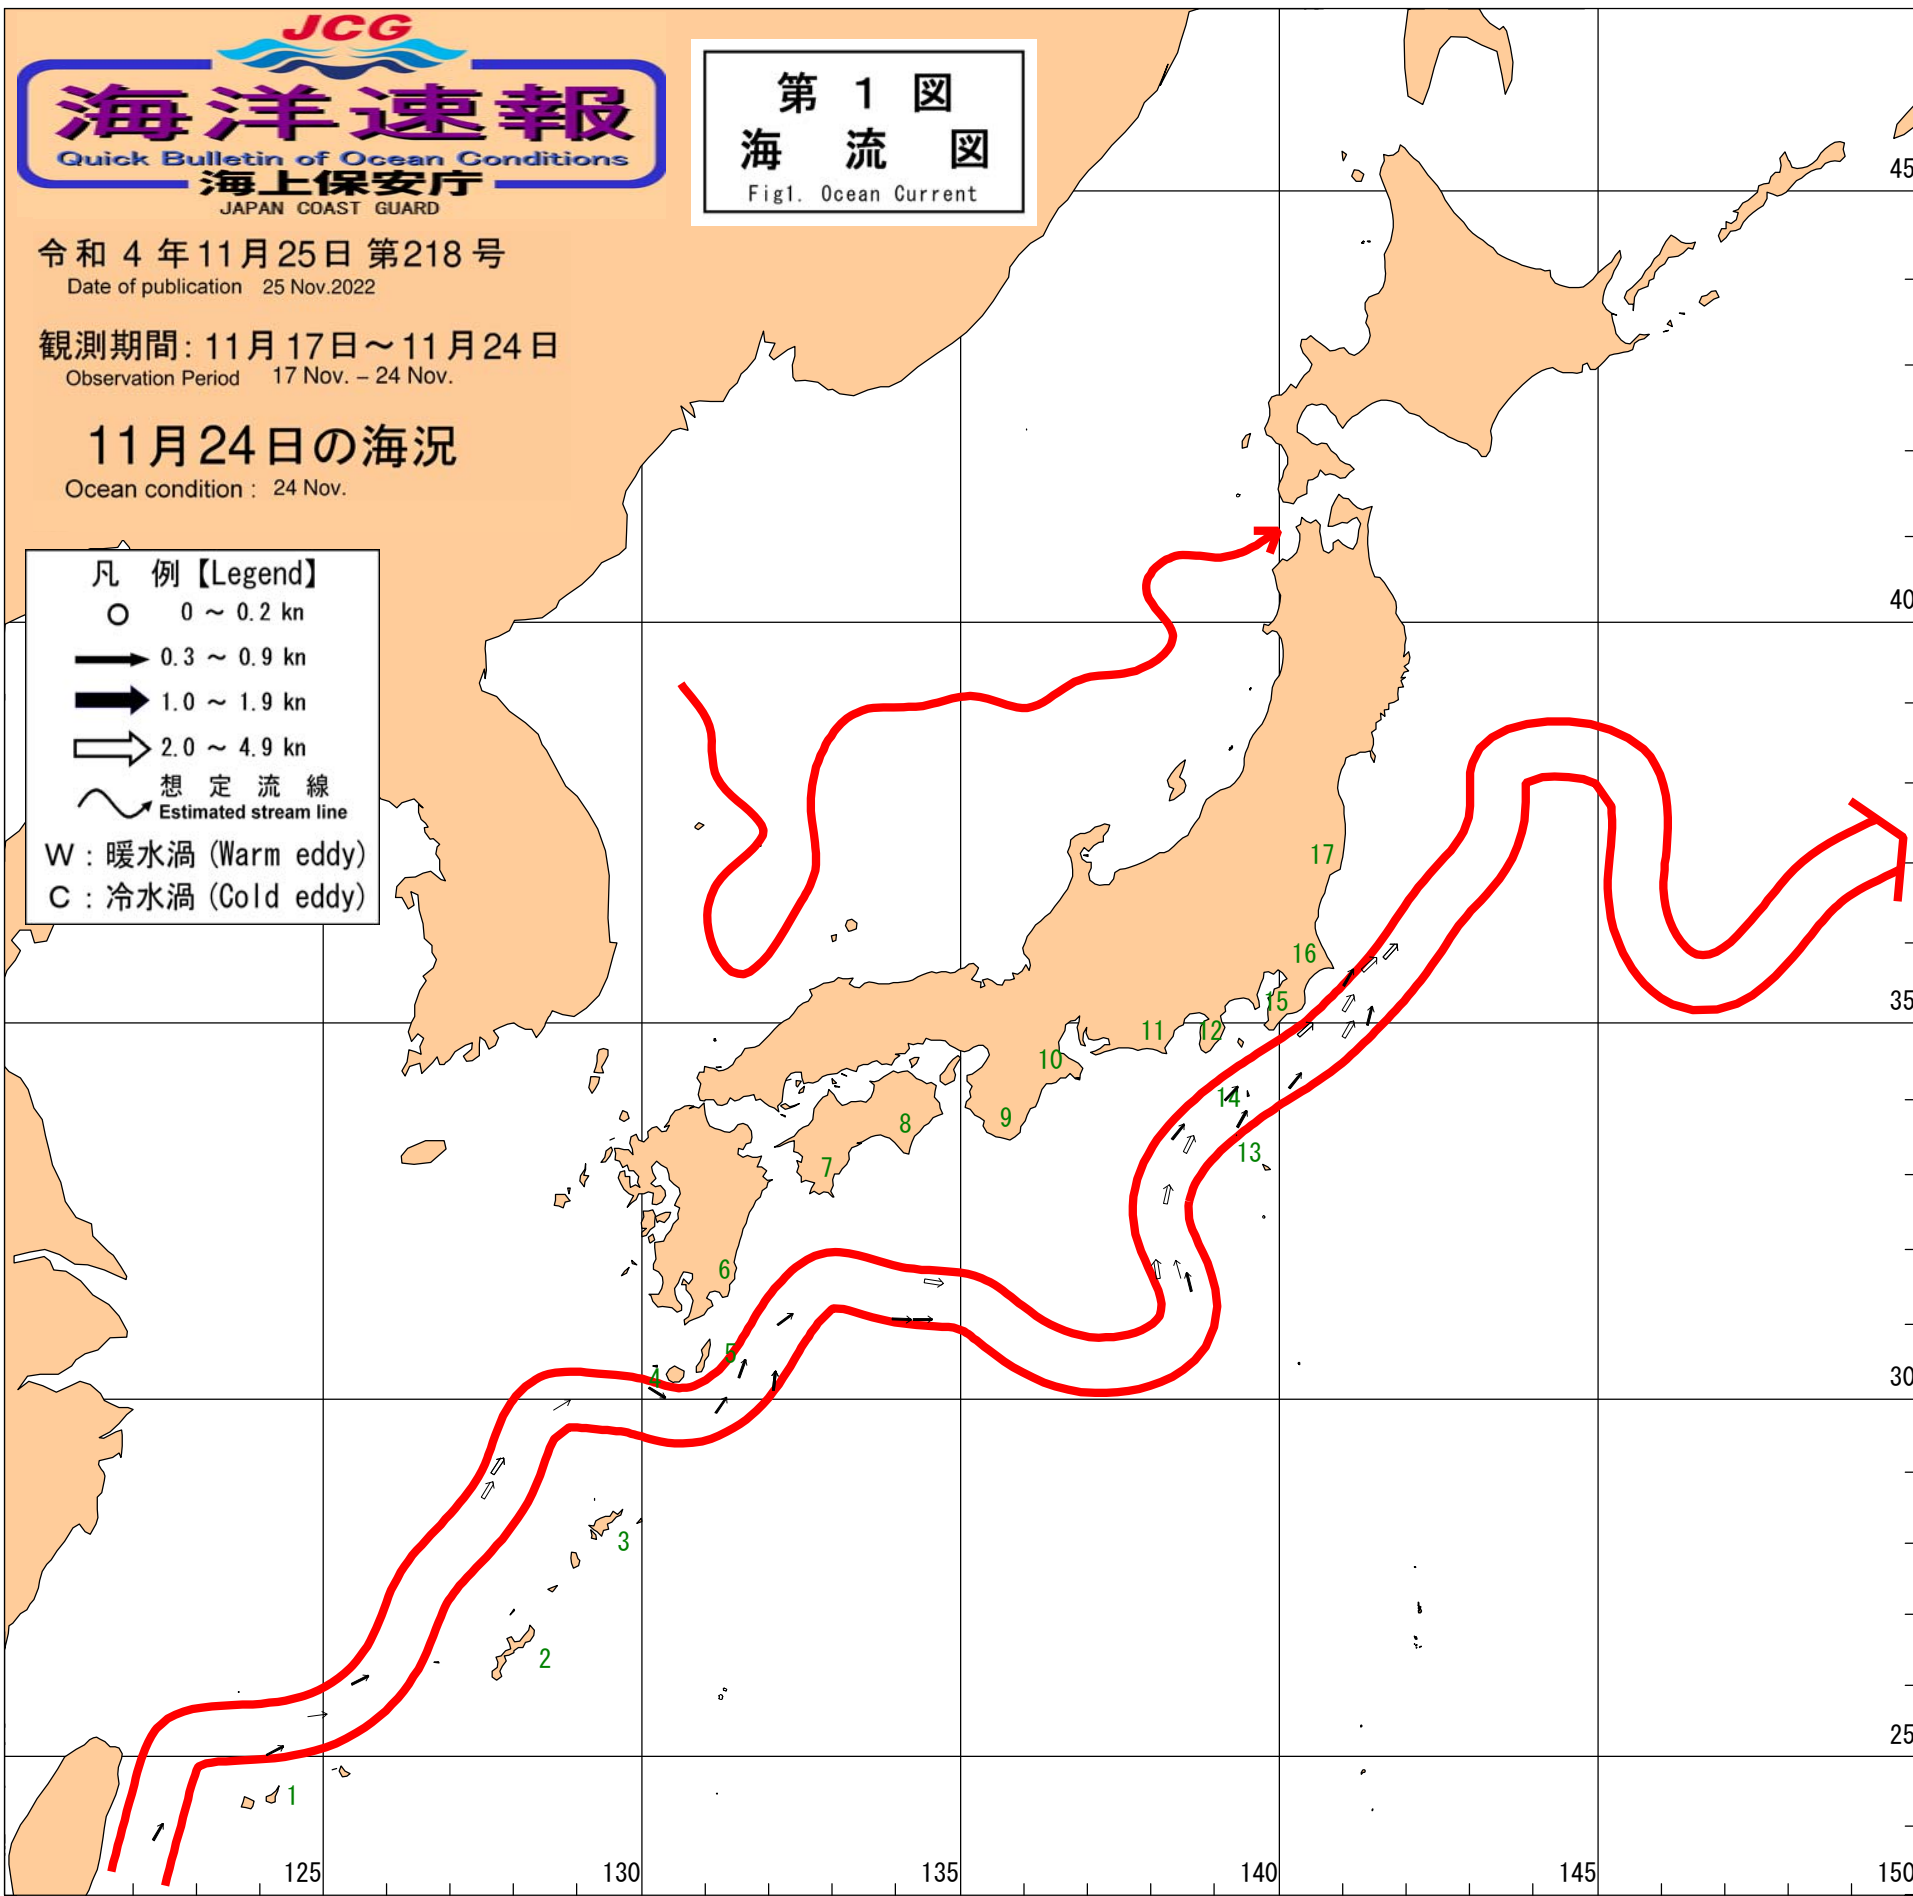 JCG
海洋速報
Quick Bulletin of Ocean Conditions
海上保安庁
JAPAN COAST GUARD
第 1 図
海 流 図
Fig1. Ocean Current
令和 4 年11月25日 第218号
Date of publication 25 Nov.2022
観測期間: 11月17日～11月24日
Observation Period 17 Nov. – 24 Nov.
11月24日の海況
Ocean condition : 24 Nov.
凡 例【Legend】
0 ～ 0.2 kn
0.3 ～ 0.9 kn
1.0 ～ 1.9 kn
2.0 ～ 4.9 kn
想 定 流 線
Estimated stream line
W : 暖水渦 (Warm eddy)
C : 冷水渦 (Cold eddy)
45
40
17
16
35
15
12
11
10
14
9
8
13
7
6
5
4
30
3
2
25
1
125
130
135
140
145
150